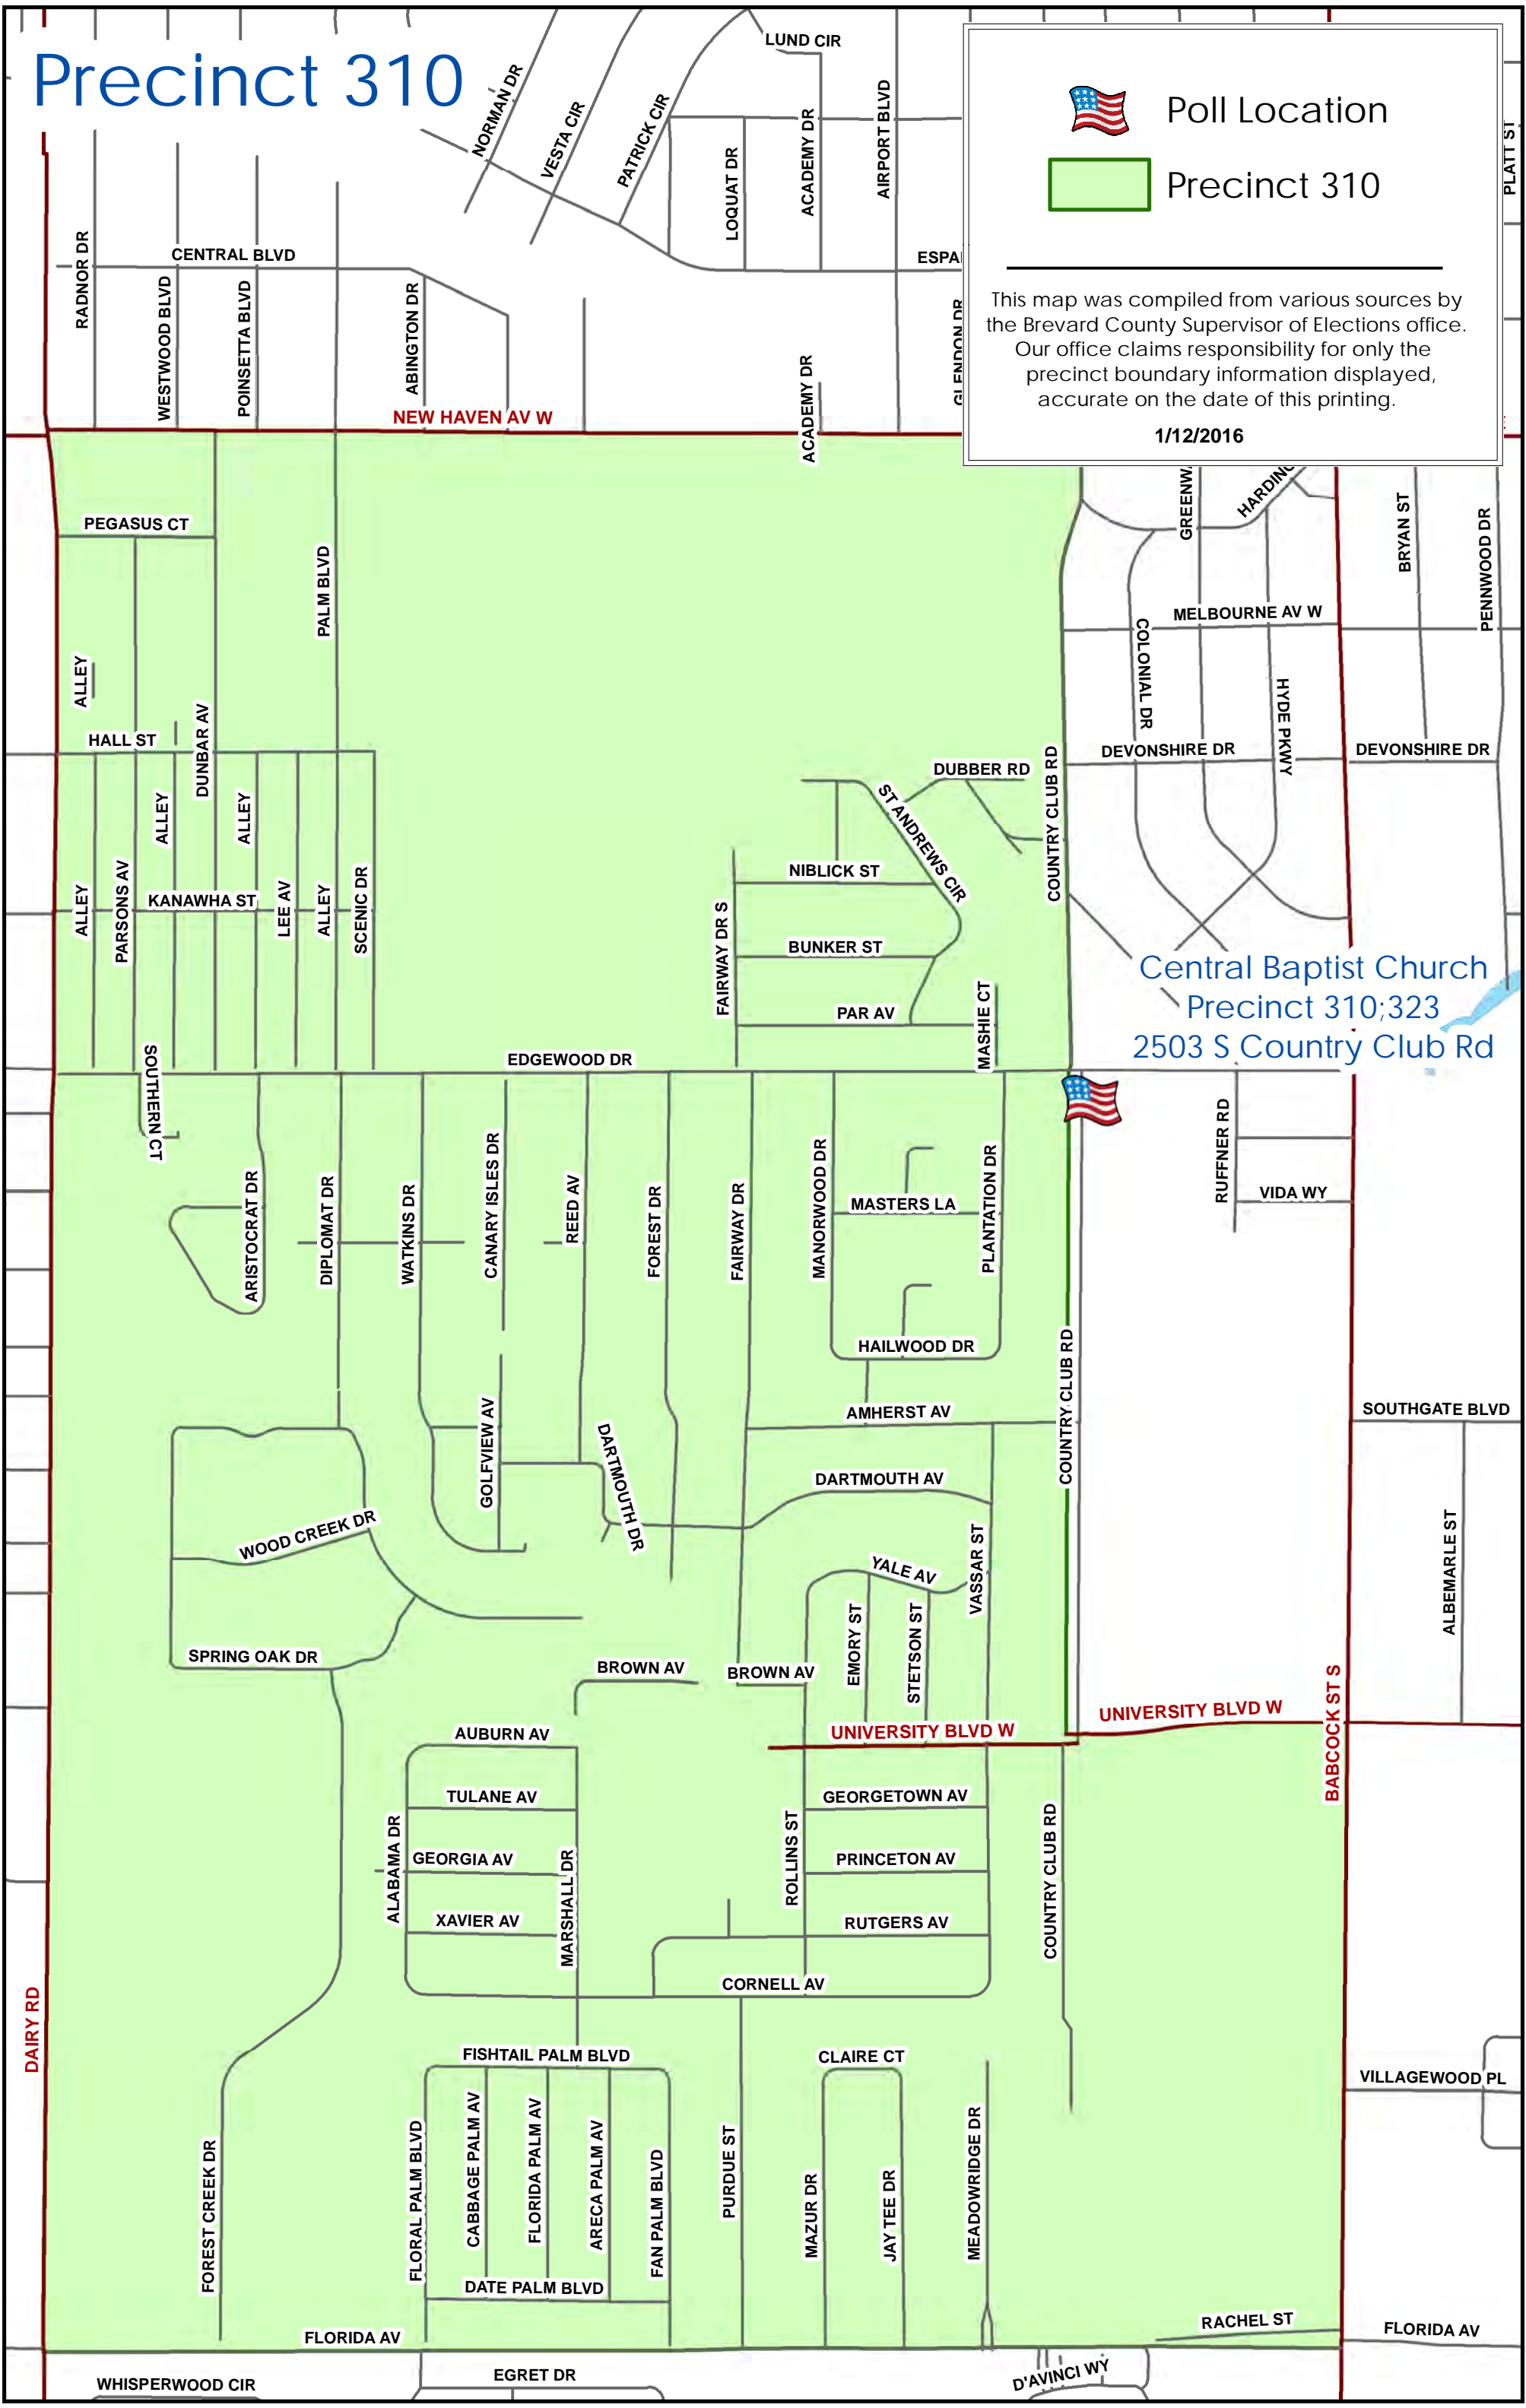 Precinct 310
Poll Location
Precinct 310
This map was compiled from various sources by
the Brevard County Supervisor of Elections office.
Our office claims responsibility for only the
precinct boundary information displayed,
accurate on the date of this printing.
1/12/2016
LUND CIR
NORMAN DR
VESTA CIR
PATRICK CIR
LOQUAT DR
ACADEMY DR
AIRPORT BLVD
PLATT ST
RADNOR DR
CENTRAL BLVD
WESTWOOD BLVD
POINSETTA BLVD
ABINGTON DR
ESPA
GLENDON DR
ACADEMY DR
NEW HAVEN AV W
PEGASUS CT
PALM BLVD
GREENW
HARDING
BRYAN ST
PENNWOOD DR
MELBOURNE AV W
COLONIAL DR
HYDE PKWY
ALLEY
HALL ST
DUNBAR AV
DEVONSHIRE DR
DEVONSHIRE DR
DUBBER RD
COUNTRY CLUB RD
ST ANDREWS CIR
ALLEY
ALLEY
NIBLICK ST
ALLEY
PARSONS AV
KANAWHA ST
LEE AV
ALLEY
SCENIC DR
FAIRWAY DR S
BUNKER ST
PAR AV
MASHIE CT
Central Baptist Church
Precinct 310;323
2503 S Country Club Rd
EDGEWOOD DR
SOUTHERN CT
ARISTOCRAT DR
DIPLOMAT DR
WATKINS DR
CANARY ISLES DR
REED AV
FOREST DR
FAIRWAY DR
MANORWOOD DR
MASTERS LA
PLANTATION DR
RUFFNER RD
VIDA WY
HAILWOOD DR
COUNTRY CLUB RD
AMHERST AV
SOUTHGATE BLVD
GOLFVIEW AV
DARTMOUTH DR
DARTMOUTH AV
WOOD CREEK DR
YALE AV
VASSAR ST
ALBEMARLE ST
EMORY ST
STETSON ST
SPRING OAK DR
BROWN AV
BROWN AV
AUBURN AV
UNIVERSITY BLVD W
UNIVERSITY BLVD W
BABCOCK ST S
TULANE AV
GEORGETOWN AV
ALABAMA DR
GEORGIA AV
MARSHALL DR
ROLLINS ST
PRINCETON AV
COUNTRY CLUB RD
XAVIER AV
RUTGERS AV
CORNELL AV
DAIRY RD
FISHTAIL PALM BLVD
CLAIRE CT
VILLAGEWOOD PL
FOREST CREEK DR
FLORAL PALM BLVD
CABBAGE PALM AV
FLORIDA PALM AV
ARECA PALM AV
FAN PALM BLVD
PURDUE ST
MAZUR DR
JAY TEE DR
MEADOWRIDGE DR
DATE PALM BLVD
RACHEL ST
FLORIDA AV
FLORIDA AV
WHISPERWOOD CIR
EGRET DR
D'AVINCI WY